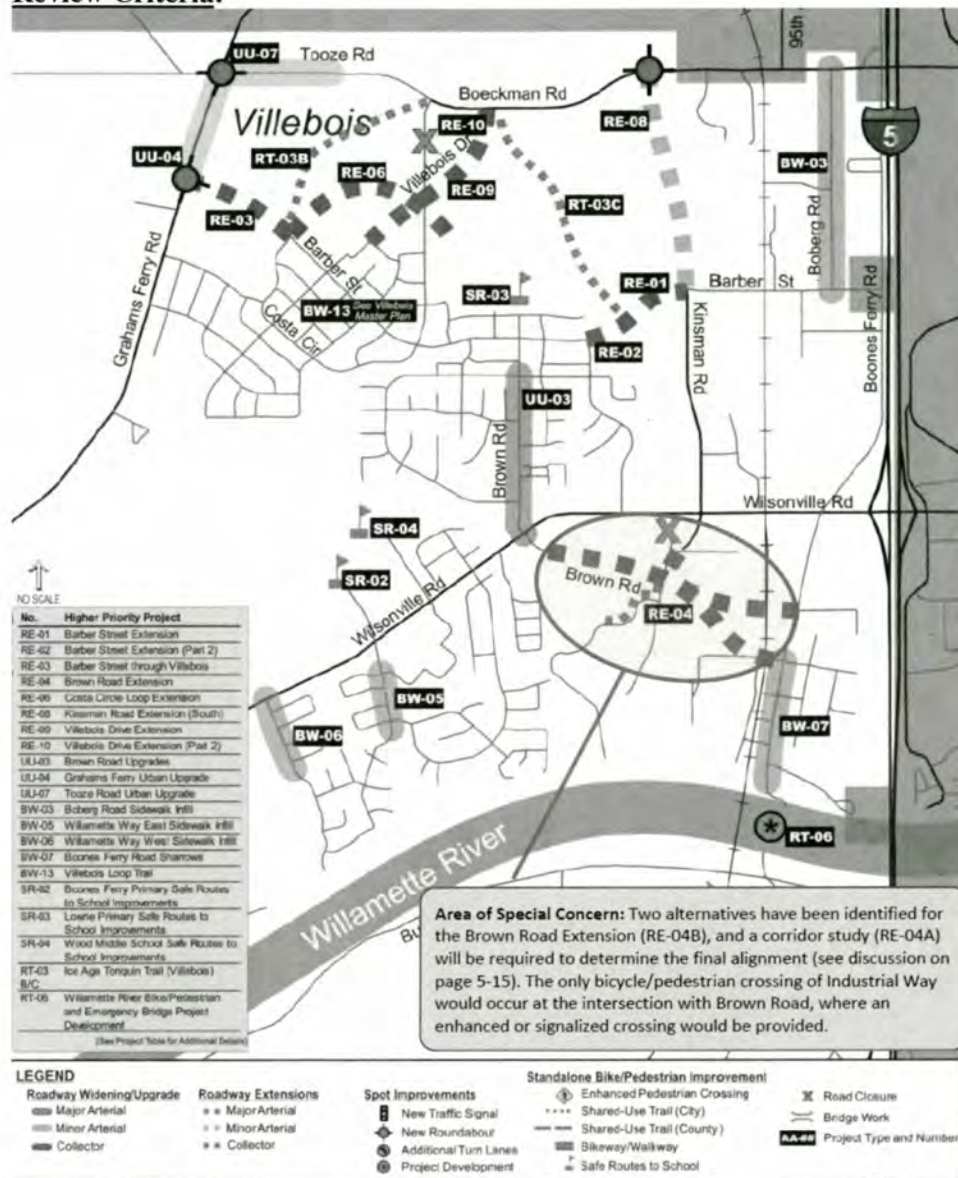 Review Criteria:
UU-07
Tooze Rd
95th
Boeckman Rd
Villebois
RE-10
RE-08
5
UU-04
RT-03B
RE-06
Villebois Dr
BW-03
RE-03
RE-09
RT-03C
Boberg Rd
Grahams Ferry Rd
Barber St
SR-03
RE-01
Barber St
BW-13 See Villebois
Master Plan
Costa Cir
RE-02
Kinsman Rd
Boones Ferry Rd
UU-03
Brown Rd
Wilsonville Rd
SR-04
SR-02
Wilsonville Rd
Brown Rd
RE-04
NO SCALE
BW-05
BW-06
BW-07
RT-06
Willamette River
No. Higher Priority Project
RE-01 Barber Street Extension
RE-02 Barber Street Extension (Part 2)
RE-03 Barber Street through Villebois
RE-04 Brown Road Extension
RE-06 Costa Circle Loop Extension
RE-08 Kinsman Road Extension (South)
RE-09 Villebois Drive Extension
RE-10 Villebois Drive Extension (Part 2)
UU-03 Brown Road Upgrades
UU-04 Grahams Ferry Urban Upgrade
UU-07 Tooze Road Urban Upgrade
BW-03 Boberg Road Sidewalk Infill
BW-05 Willamette Way East Sidewalk Infill
BW-06 Willamette Way West Sidewalk Infill
BW-07 Boones Ferry Road Sharrows
BW-13 Villebois Loop Trail
SR-02 Boones Ferry Primary Safe Routes
to School Improvements
SR-03 Lowrie Primary Safe Routes to
School Improvements
SR-04 Wood Middle School Safe Routes to
School Improvements
RT-03 Ice Age Tonquin Trail (Villebois)
B/C
RT-06 Willamette River Bike/Pedestrian
and Emergency Bridge Project
Development
(See Project Table for Additional Details)
Area of Special Concern: Two alternatives have been identified for
the Brown Road Extension (RE-04B), and a corridor study (RE-04A)
will be required to determine the final alignment (see discussion on
page 5-15). The only bicycle/pedestrian crossing of Industrial Way
would occur at the intersection with Brown Road, where an
enhanced or signalized crossing would be provided.
LEGEND
Roadway Widening/Upgrade
Major Arterial
Minor Arterial
Collector
Roadway Extensions
Major Arterial
Minor Arterial
Collector
Spot Improvements
New Traffic Signal
New Roundabour
Additional Turn Lanes
Project Development
Standalone Bike/Pedestrian Improvement
Enhanced Pedestrian Crossing
Shared-Use Trail (City)
Shared-Use Trail (County)
Bikeway/Walkway
Safe Routes to School
Road Closure
Bridge Work
AA-## Project Type and Number